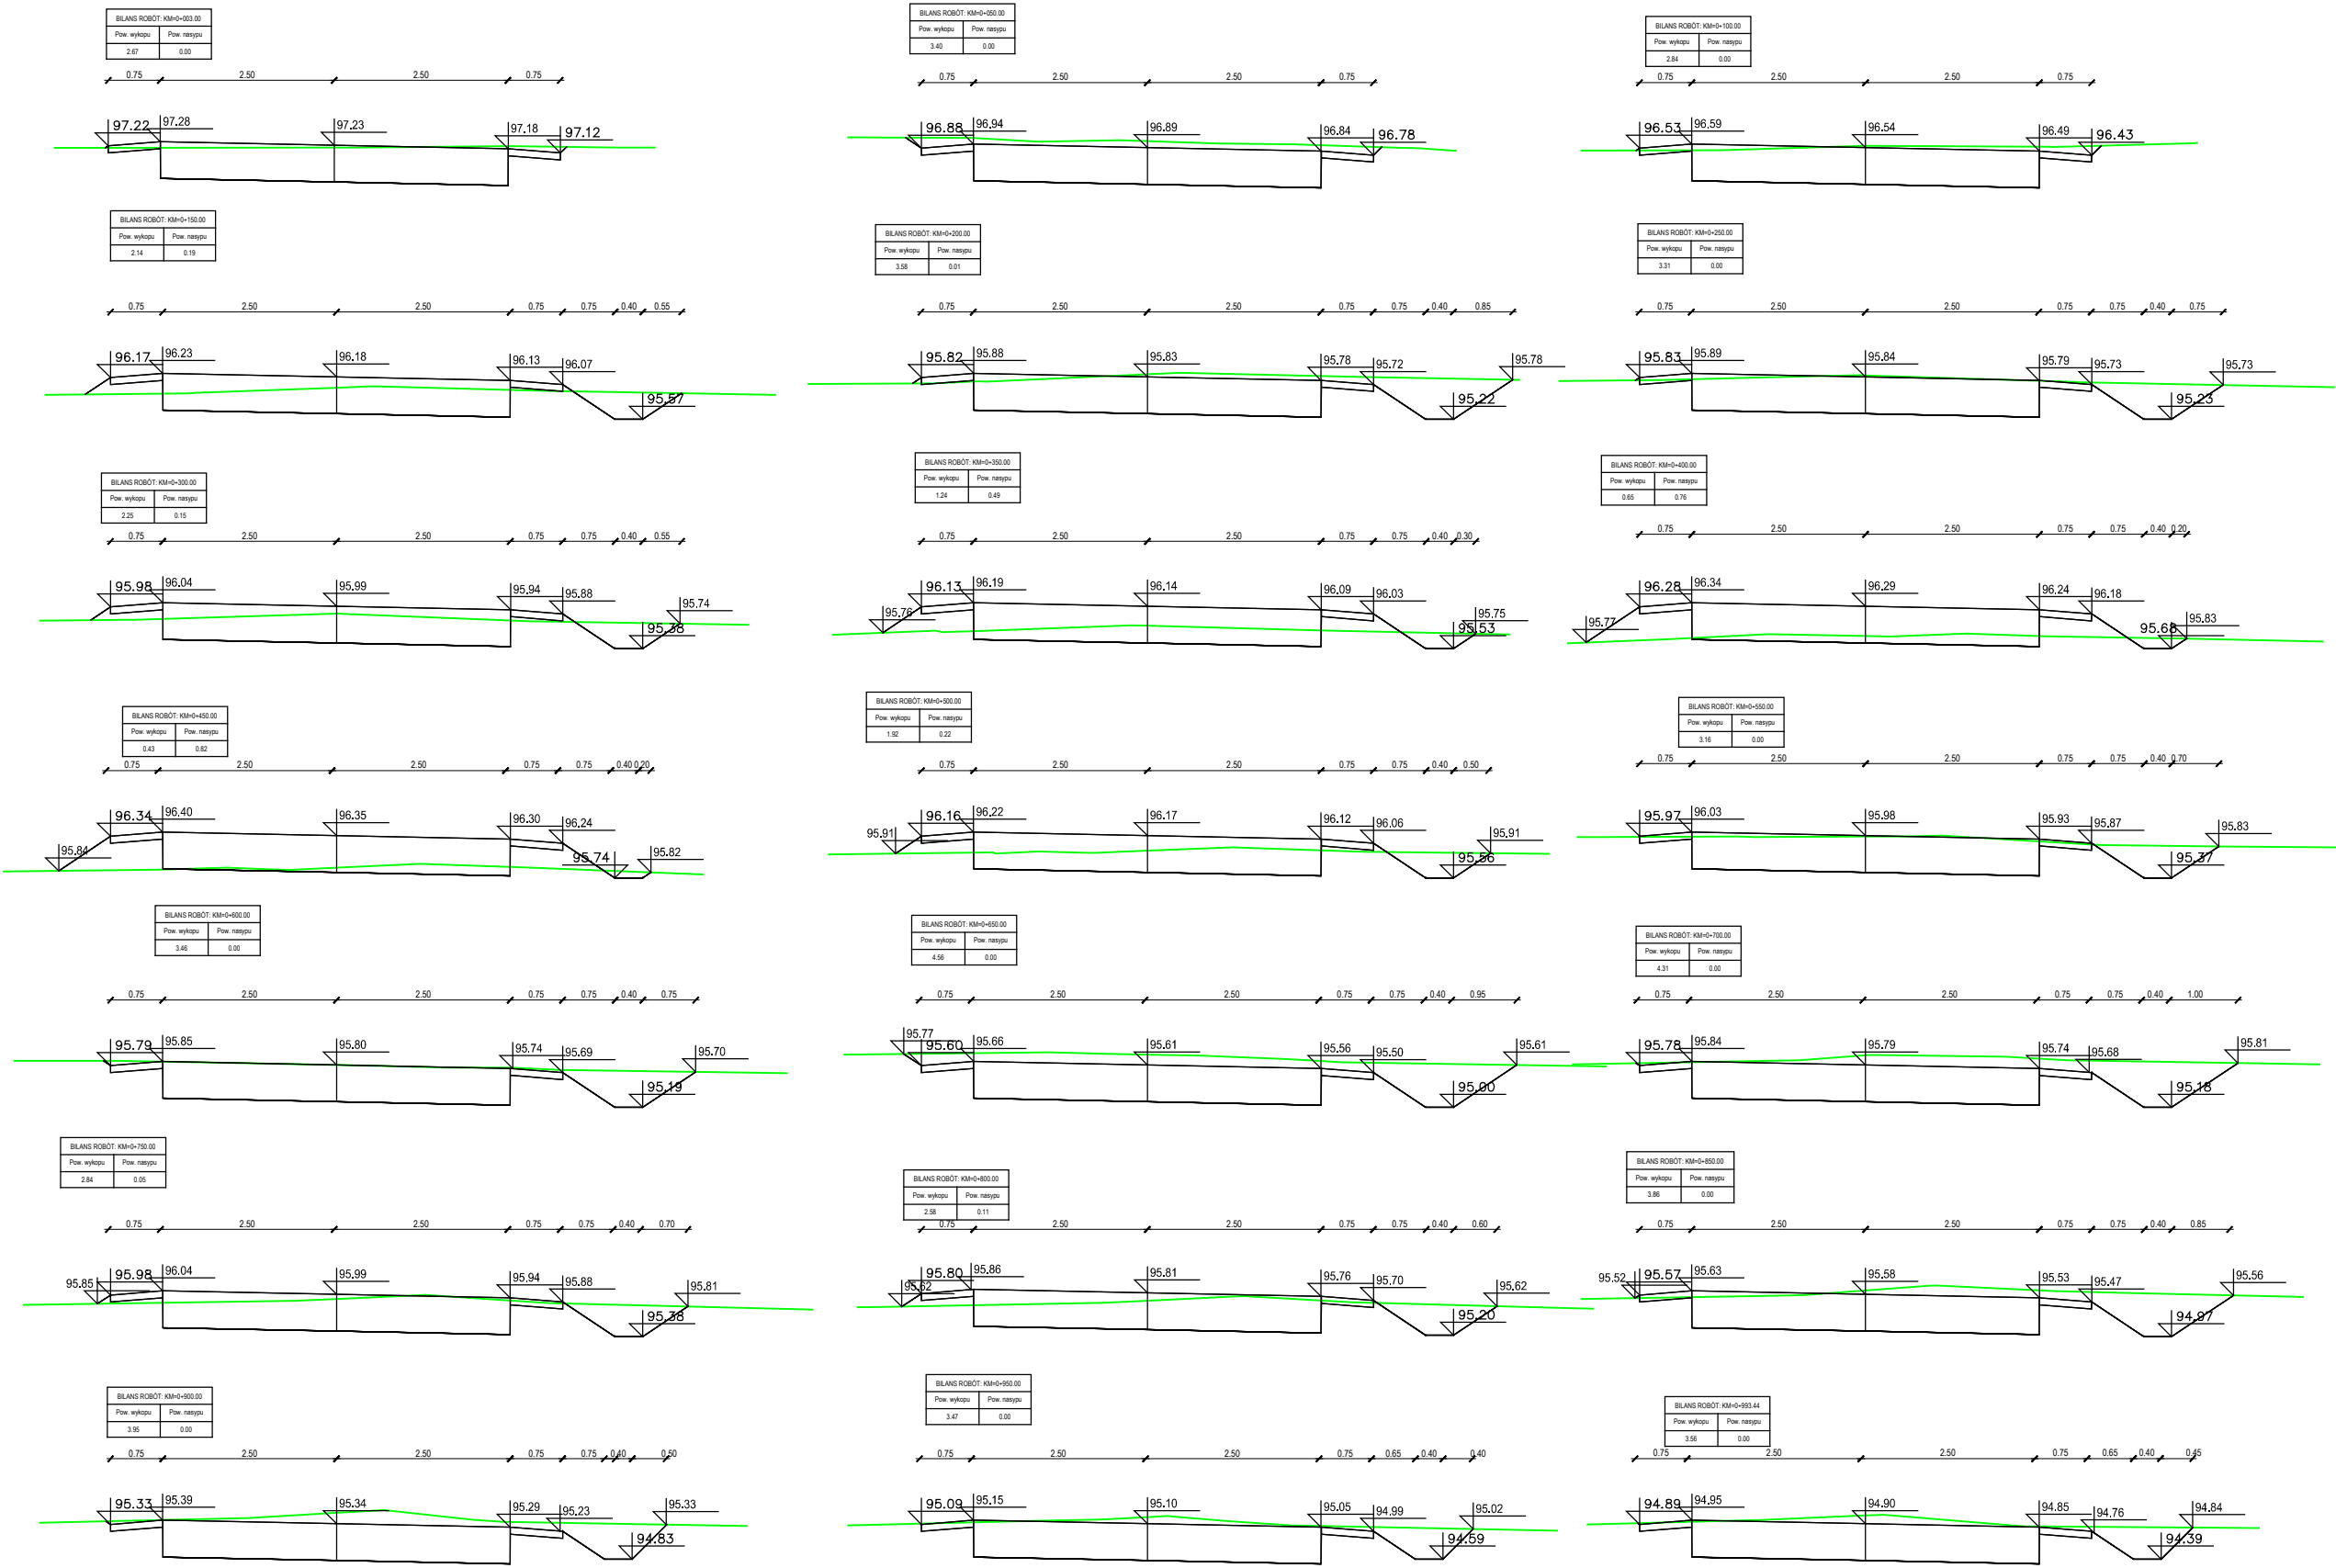 BILANS ROBÓT: KM=0+003.00
Pow. wykopu Pow. nasypu
2.67 0.00
0.75 2.50 2.50 0.75
97.22 97.28 97.23 97.18 97.12
BILANS ROBÓT: KM=0+050.00
Pow. wykopu Pow. nasypu
3.40 0.00
0.75 2.50 2.50 0.75
96.88 96.94 96.89 96.84 96.78
BILANS ROBÓT: KM=0+100.00
Pow. wykopu Pow. nasypu
2.84 0.00
0.75 2.50 2.50 0.75
96.53 96.59 96.54 96.49 96.43
BILANS ROBÓT: KM=0+150.00
Pow. wykopu Pow. nasypu
2.14 0.19
0.75 2.50 2.50 0.75 0.75 0.40 0.55
96.17 96.23 96.18 96.13 96.07 95.57
BILANS ROBÓT: KM=0+200.00
Pow. wykopu Pow. nasypu
3.58 0.01
0.75 2.50 2.50 0.75 0.75 0.40 0.85
95.82 95.88 95.83 95.78 95.72 95.22 95.78
BILANS ROBÓT: KM=0+250.00
Pow. wykopu Pow. nasypu
3.31 0.00
0.75 2.50 2.50 0.75 0.75 0.40 0.75
95.83 95.89 95.84 95.79 95.73 95.23 95.73
BILANS ROBÓT: KM=0+300.00
Pow. wykopu Pow. nasypu
2.25 0.15
0.75 2.50 2.50 0.75 0.75 0.40 0.55
95.98 96.04 95.99 95.94 95.88 95.38 95.74
BILANS ROBÓT: KM=0+350.00
Pow. wykopu Pow. nasypu
1.24 0.49
0.75 2.50 2.50 0.75 0.75 0.40 0.30
95.76 96.13 96.19 96.14 96.09 96.03 95.53 95.75
BILANS ROBÓT: KM=0+400.00
Pow. wykopu Pow. nasypu
0.65 0.76
0.75 2.50 2.50 0.75 0.75 0.40 0.20
95.77 96.28 96.34 96.29 96.24 96.18 95.68 95.83
BILANS ROBÓT: KM=0+450.00
Pow. wykopu Pow. nasypu
0.43 0.82
0.75 2.50 2.50 0.75 0.75 0.40 0.20
95.84 96.34 96.40 96.35 96.30 96.24 95.74 95.82
BILANS ROBÓT: KM=0+500.00
Pow. wykopu Pow. nasypu
1.92 0.22
0.75 2.50 2.50 0.75 0.75 0.40 0.50
95.91 96.16 96.22 96.17 96.12 96.06 95.56 95.91
BILANS ROBÓT: KM=0+550.00
Pow. wykopu Pow. nasypu
3.16 0.00
0.75 2.50 2.50 0.75 0.75 0.40 0.70
95.97 96.03 95.98 95.93 95.87 95.37 95.83
BILANS ROBÓT: KM=0+600.00
Pow. wykopu Pow. nasypu
3.46 0.00
0.75 2.50 2.50 0.75 0.75 0.40 0.75
95.79 95.85 95.80 95.74 95.69 95.19 95.70
BILANS ROBÓT: KM=0+650.00
Pow. wykopu Pow. nasypu
4.56 0.00
0.75 2.50 2.50 0.75 0.75 0.40 0.95
95.77 95.60 95.66 95.61 95.56 95.50 95.00 95.61
BILANS ROBÓT: KM=0+700.00
Pow. wykopu Pow. nasypu
4.31 0.00
0.75 2.50 2.50 0.75 0.75 0.40 1.00
95.78 95.84 95.79 95.74 95.68 95.18 95.81
BILANS ROBÓT: KM=0+750.00
Pow. wykopu Pow. nasypu
2.84 0.05
0.75 2.50 2.50 0.75 0.75 0.40 0.70
95.85 95.98 96.04 95.99 95.94 95.88 95.38 95.81
BILANS ROBÓT: KM=0+800.00
Pow. wykopu Pow. nasypu
2.58 0.11
0.75 2.50 2.50 0.75 0.75 0.40 0.60
95.62 95.80 95.86 95.81 95.76 95.70 95.20 95.62
BILANS ROBÓT: KM=0+850.00
Pow. wykopu Pow. nasypu
3.86 0.00
0.75 2.50 2.50 0.75 0.75 0.40 0.85
95.52 95.57 95.63 95.58 95.53 95.47 94.97 95.56
BILANS ROBÓT: KM=0+900.00
Pow. wykopu Pow. nasypu
3.95 0.00
0.75 2.50 2.50 0.75 0.75 0.40 0.50
95.33 95.39 95.34 95.29 95.23 94.83 95.33
BILANS ROBÓT: KM=0+950.00
Pow. wykopu Pow. nasypu
3.47 0.00
0.75 2.50 2.50 0.75 0.65 0.40 0.40
95.09 95.15 95.10 95.05 94.99 94.59 95.02
BILANS ROBÓT: KM=0+993.44
Pow. wykopu Pow. nasypu
3.56 0.00
0.75 2.50 2.50 0.75 0.65 0.40 0.45
94.89 94.95 94.90 94.85 94.76 94.39 94.84